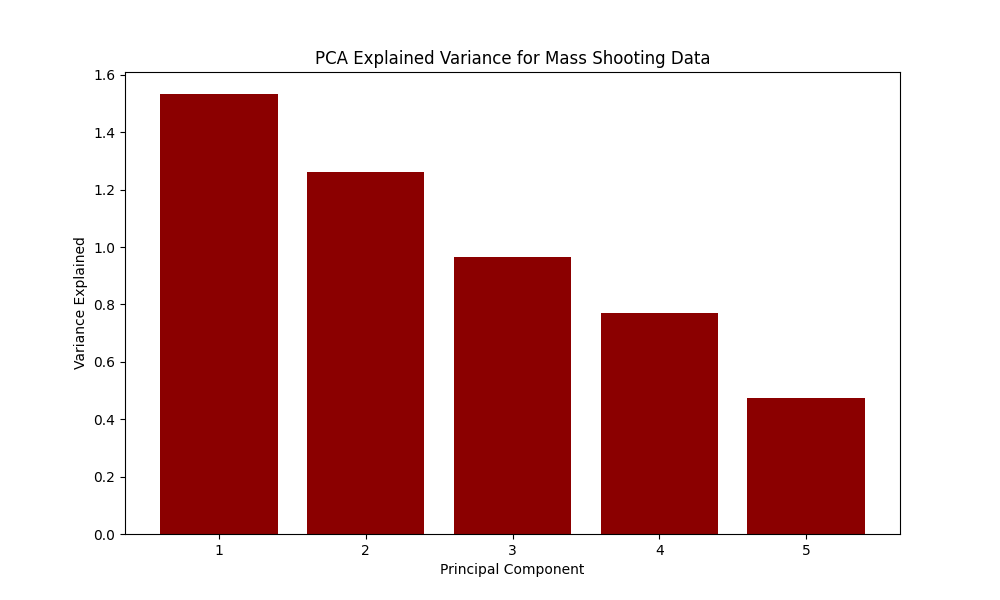 PCA Explained Variance for Mass Shooting Data
1.6
1.4
1.2
1.0
0.8
0.6
0.4
0.2
0.0
Variance Explained
1 2 3 4 5
Principal Component